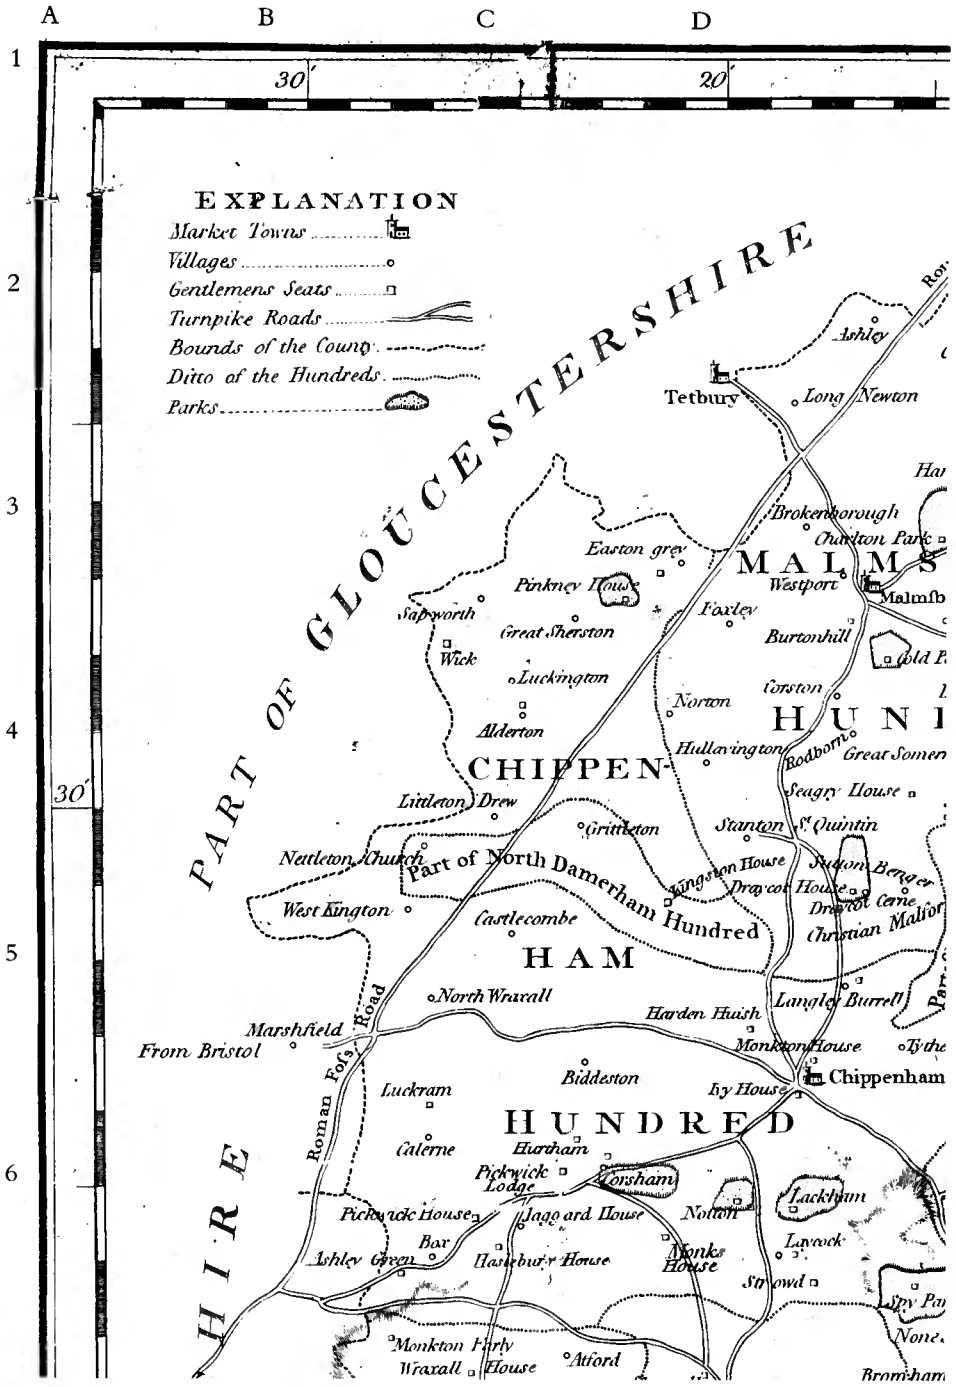 A B C D
1
30′ 20′
EXPLANATION
Market Towns
Villages
Gentlemens Seats
Turnpike Roads
Bounds of the County
Ditto of the Hundreds
Parks
2
PART OF GLOUCESTERSHIRE
Ashley
Tetbury
Long Newton
3
Brokenborough
Charlton Park
Easton grey
MALMS
Pinkney House
Westport
Malmsb
Sapworth
Foxley
Great Sherston
Burtonhill
Wick
Cold P
Luckington
Corston
Norton
HUN
4
Alderton
Hullavington
Rodborn
Great Somer
CHIPPEN-
Seagry House
30′
Littleton Drew
Grittleton
Stanton St. Quintin
Nettleton Church
Part of North Damerham Hundred
Kingston House
Sutton Benger
Draycot House
Draycot Cerne
West Kington
Castlecombe
Christian Malfor
5
HAM
North Wraxall
Langley Burrell
Part
Harden Huish
Marshfield
Roman Foss Road
From Bristol
Monkton House
Tythe
Biddeston
Chippenham
Luckram
Ivy House
HUNDRED
Calerne
Hurtham
6
Pickwick Lodge
Corsham
Lackham
HIRE
Pickwick House
Jaggard House
Notton
Box
Laycock
Ashley Green
Haselbury House
Monks House
Strowd
Spy Par
Monkton Farly
Wraxall House
Atford
Bromham